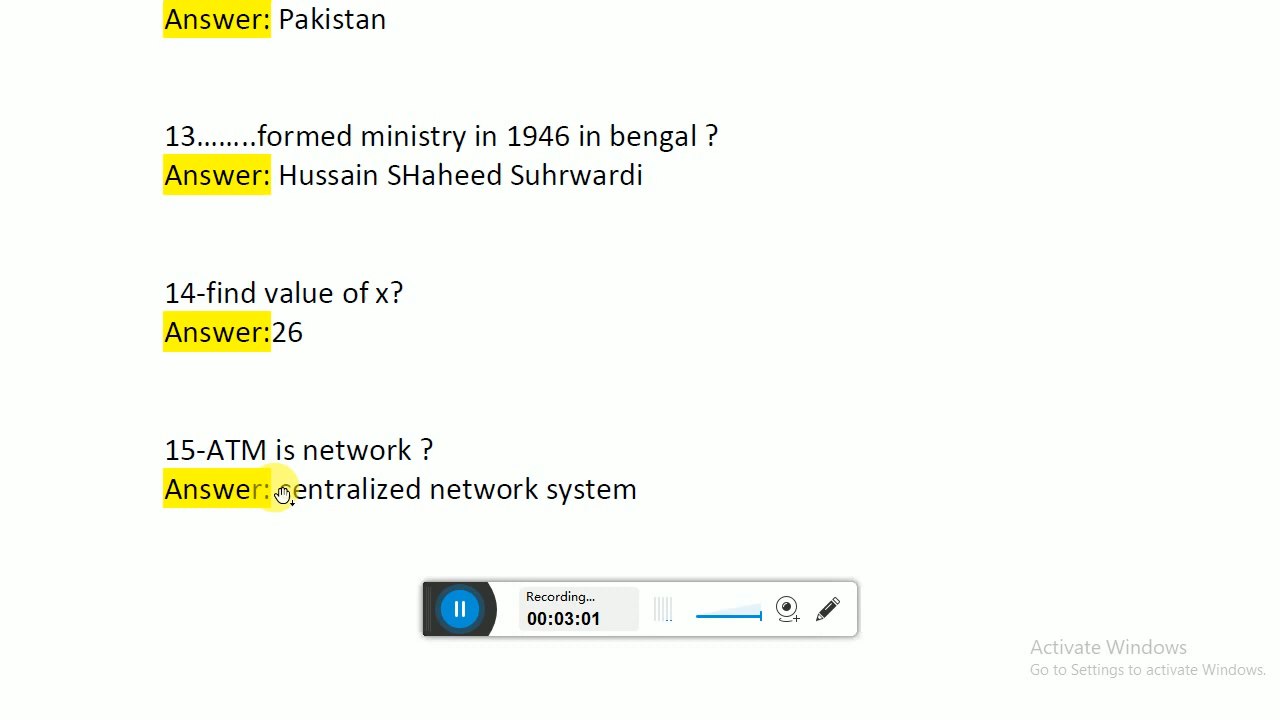 Answer: Pakistan
13........formed ministry in 1946 in bengal ?
Answer: Hussain SHaheed Suhrwardi
14-find value of x?
Answer:26
15-ATM is network ?
Answer: centralized network system
Recording...
00:03:01
Activate Windows
Go to Settings to activate Windows.